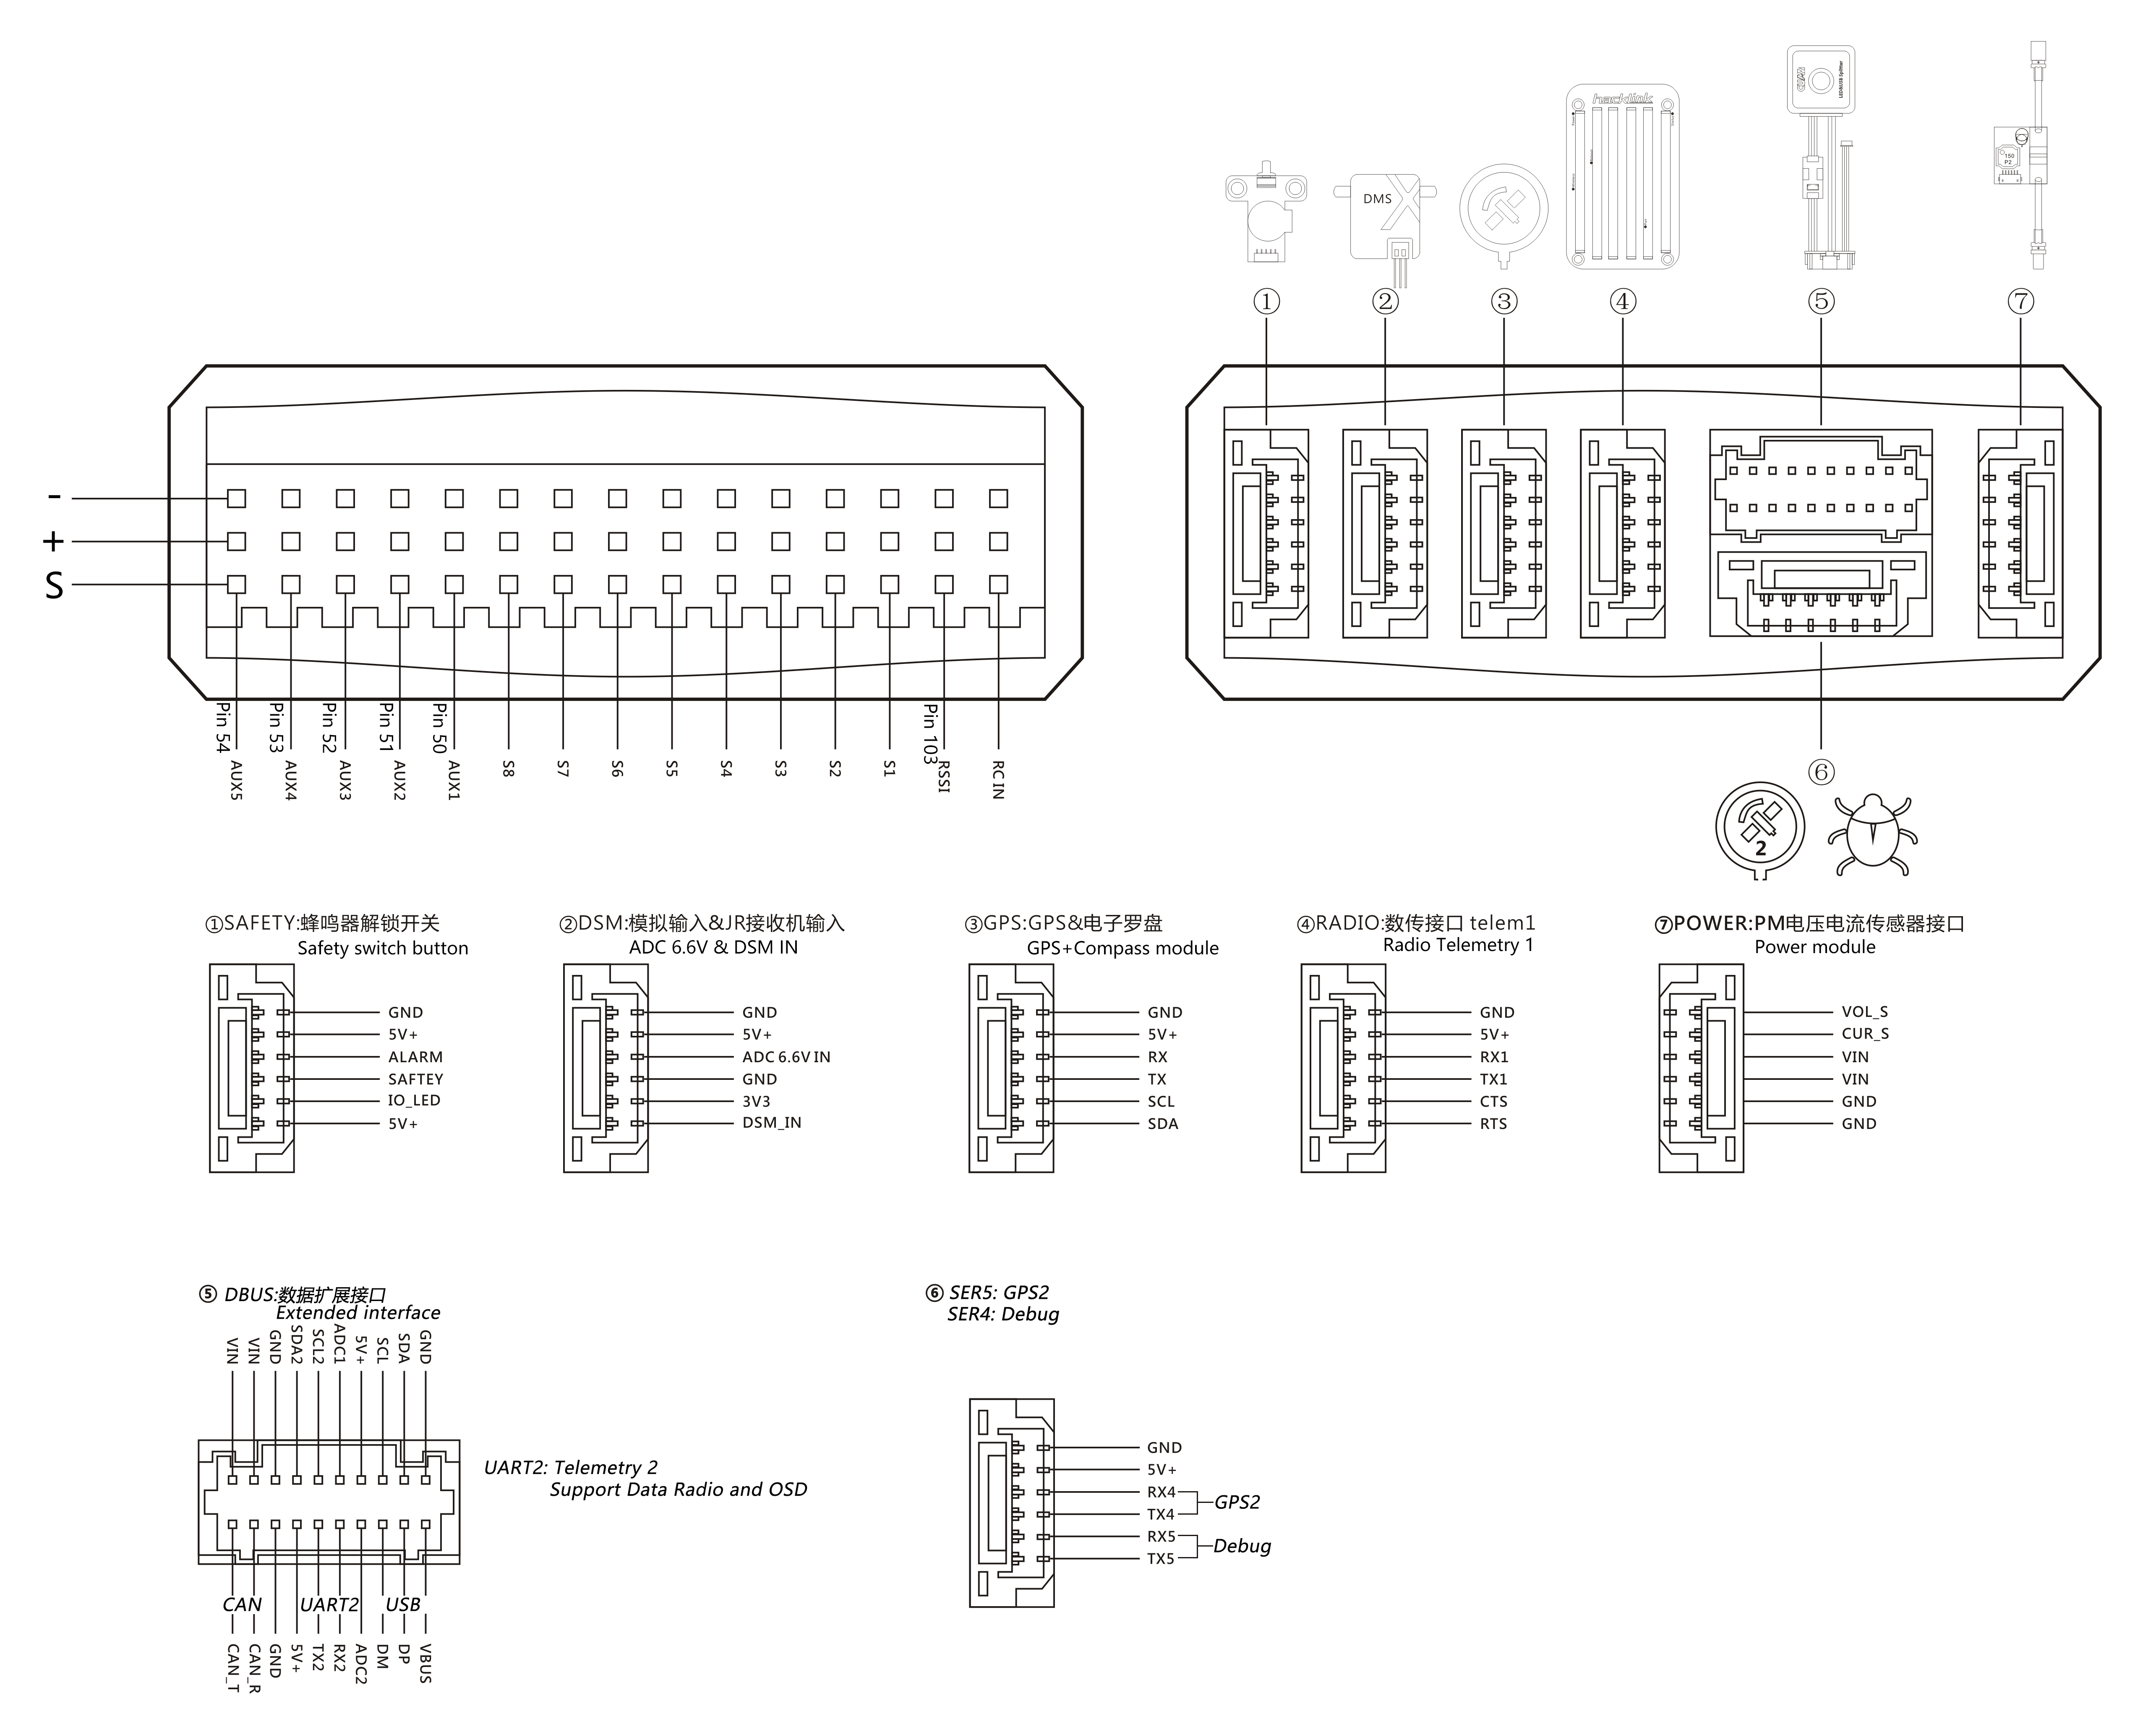 hacklink
CUAV
LED&USB Splitter
DMS
150
P2
①
②
③
④
⑤
⑦
-
+
S
Pin 54
Pin 53
Pin 52
Pin 51
Pin 50
Pin 103
AUX5
AUX4
AUX3
AUX2
AUX1
S8
S7
S6
S5
S4
S3
S2
S1
RSSI
RC IN
⑥
2
①SAFETY:蜂鸣器解锁开关
Safety switch button
GND
5V+
ALARM
SAFTEY
IO_LED
5V+
②DSM:模拟输入&JR接收机输入
ADC 6.6V & DSM IN
GND
5V+
ADC 6.6V IN
GND
3V3
DSM_IN
③GPS:GPS&电子罗盘
GPS+Compass module
GND
5V+
RX
TX
SCL
SDA
④RADIO:数传接口 telem1
Radio Telemetry 1
GND
5V+
RX1
TX1
CTS
RTS
⑦POWER:PM电压电流传感器接口
Power module
VOL_S
CUR_S
VIN
VIN
GND
GND
⑤ DBUS:数据扩展接口
Extended interface
VIN
VIN
GND
SDA2
SCL2
ADC1
5V+
SCL
SDA
GND
UART2: Telemetry 2
Support Data Radio and OSD
CAN
UART2
USB
CAN_T
CAN_R
GND
5V+
TX2
RX2
ADC2
DM
DP
VBUS
⑥ SER5: GPS2
SER4: Debug
GND
5V+
RX4
TX4
RX5
TX5
GPS2
Debug